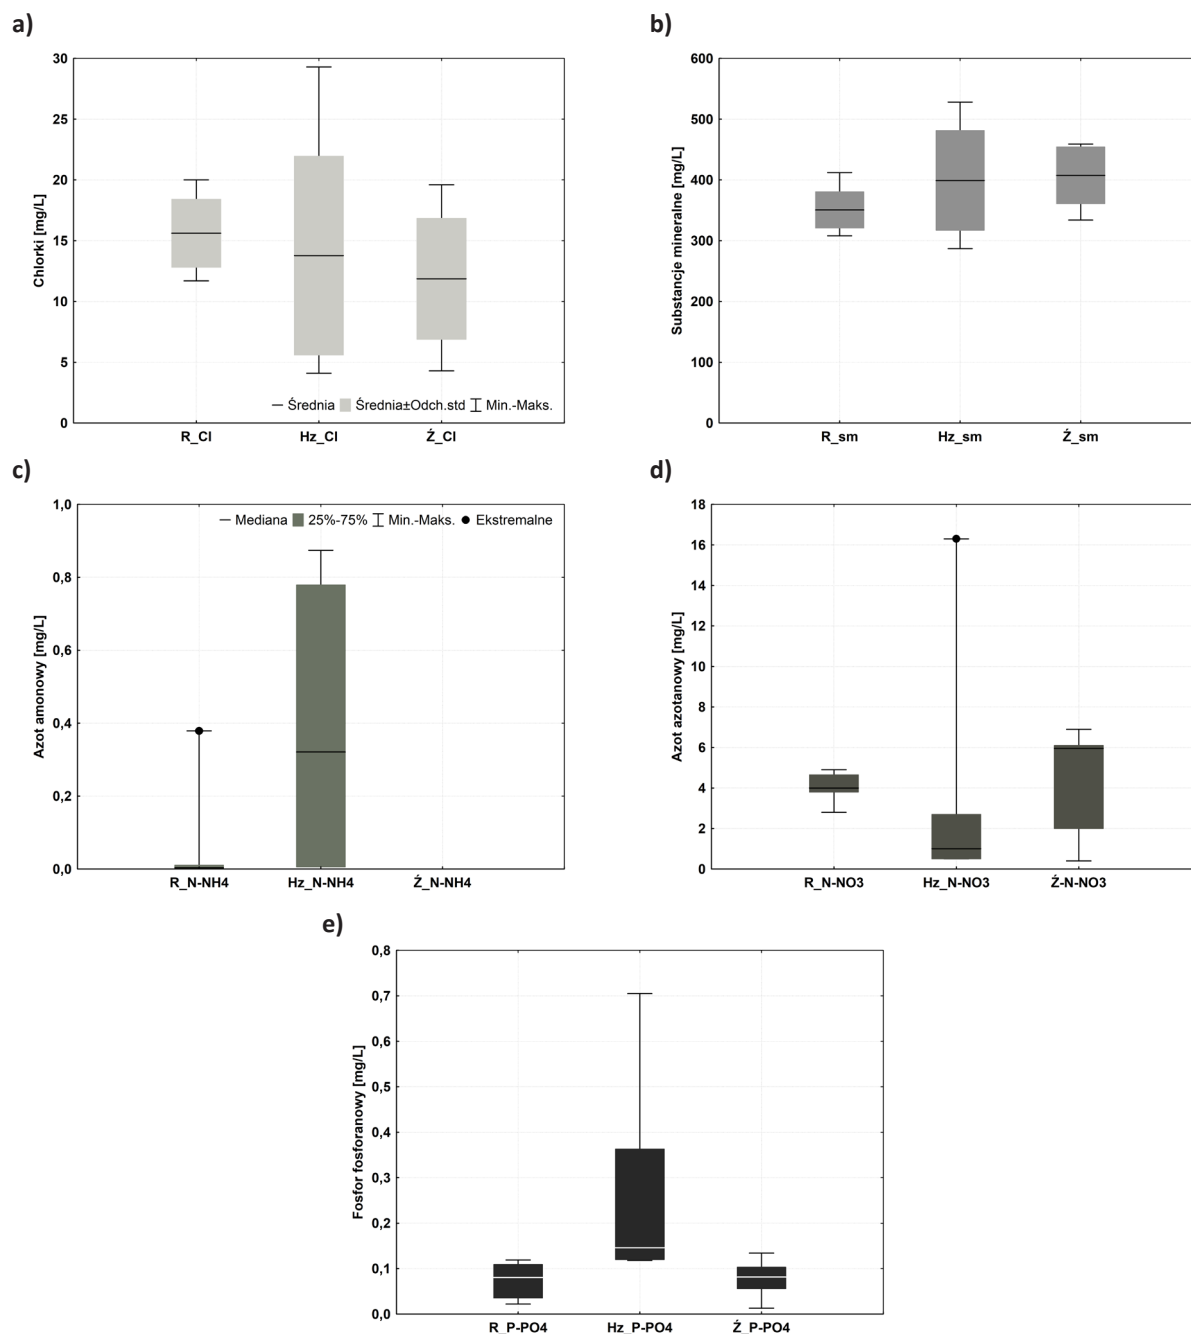 a)
Chlorki [mg/L]
30
25
20
15
10
5
0
Średnia Średnia±Odch.std Min.-Maks.
R_Cl Hz_Cl Ź_Cl
b)
Substancje mineralne [mg/L]
600
500
400
300
200
100
0
R_sm Hz_sm Ź_sm
c)
Azot amonowy [mg/L]
1,0
0,8
0,6
0,4
0,2
0,0
Mediana 25%-75% Min.-Maks. Ekstremalne
R_N-NH4 Hz_N-NH4 Ź_N-NH4
d)
Azot azotanowy [mg/L]
18
16
14
12
10
8
6
4
2
0
R_N-NO3 Hz_N-NO3 Ź-N-NO3
e)
Fosfor fosforanowy [mg/L]
0,8
0,7
0,6
0,5
0,4
0,3
0,2
0,1
0,0
R_P-PO4 Hz_P-PO4 Ź_P-PO4